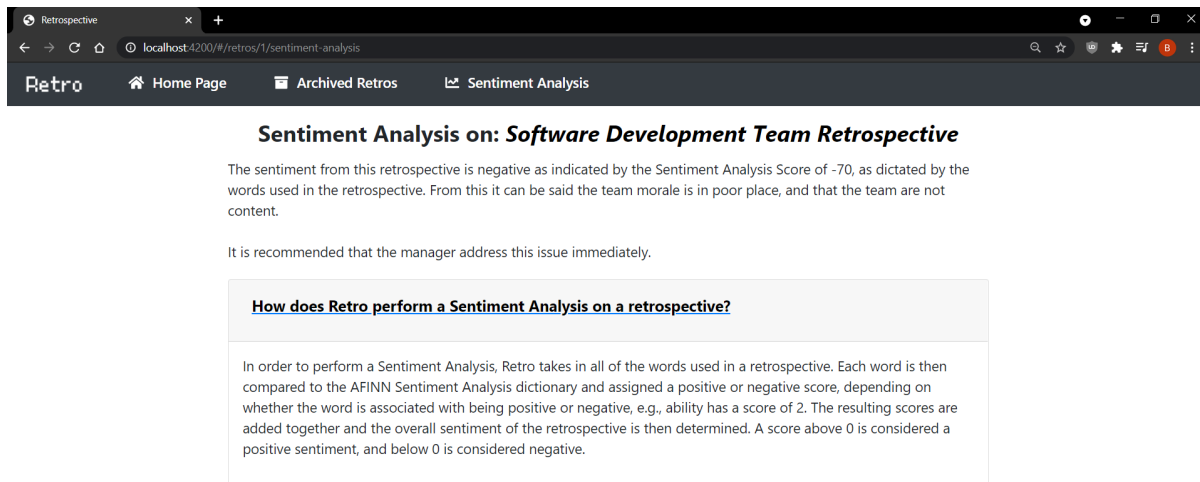 Retrospective
localhost:4200/#/retros/1/sentiment-analysis
B
Retro Home Page Archived Retros Sentiment Analysis
Sentiment Analysis on: Software Development Team Retrospective
The sentiment from this retrospective is negative as indicated by the Sentiment Analysis Score of -70, as dictated by the
words used in the retrospective. From this it can be said the team morale is in poor place, and that the team are not
content.
It is recommended that the manager address this issue immediately.
How does Retro perform a Sentiment Analysis on a retrospective?
In order to perform a Sentiment Analysis, Retro takes in all of the words used in a retrospective. Each word is then
compared to the AFINN Sentiment Analysis dictionary and assigned a positive or negative score, depending on
whether the word is associated with being positive or negative, e.g., ability has a score of 2. The resulting scores are
added together and the overall sentiment of the retrospective is then determined. A score above 0 is considered a
positive sentiment, and below 0 is considered negative.